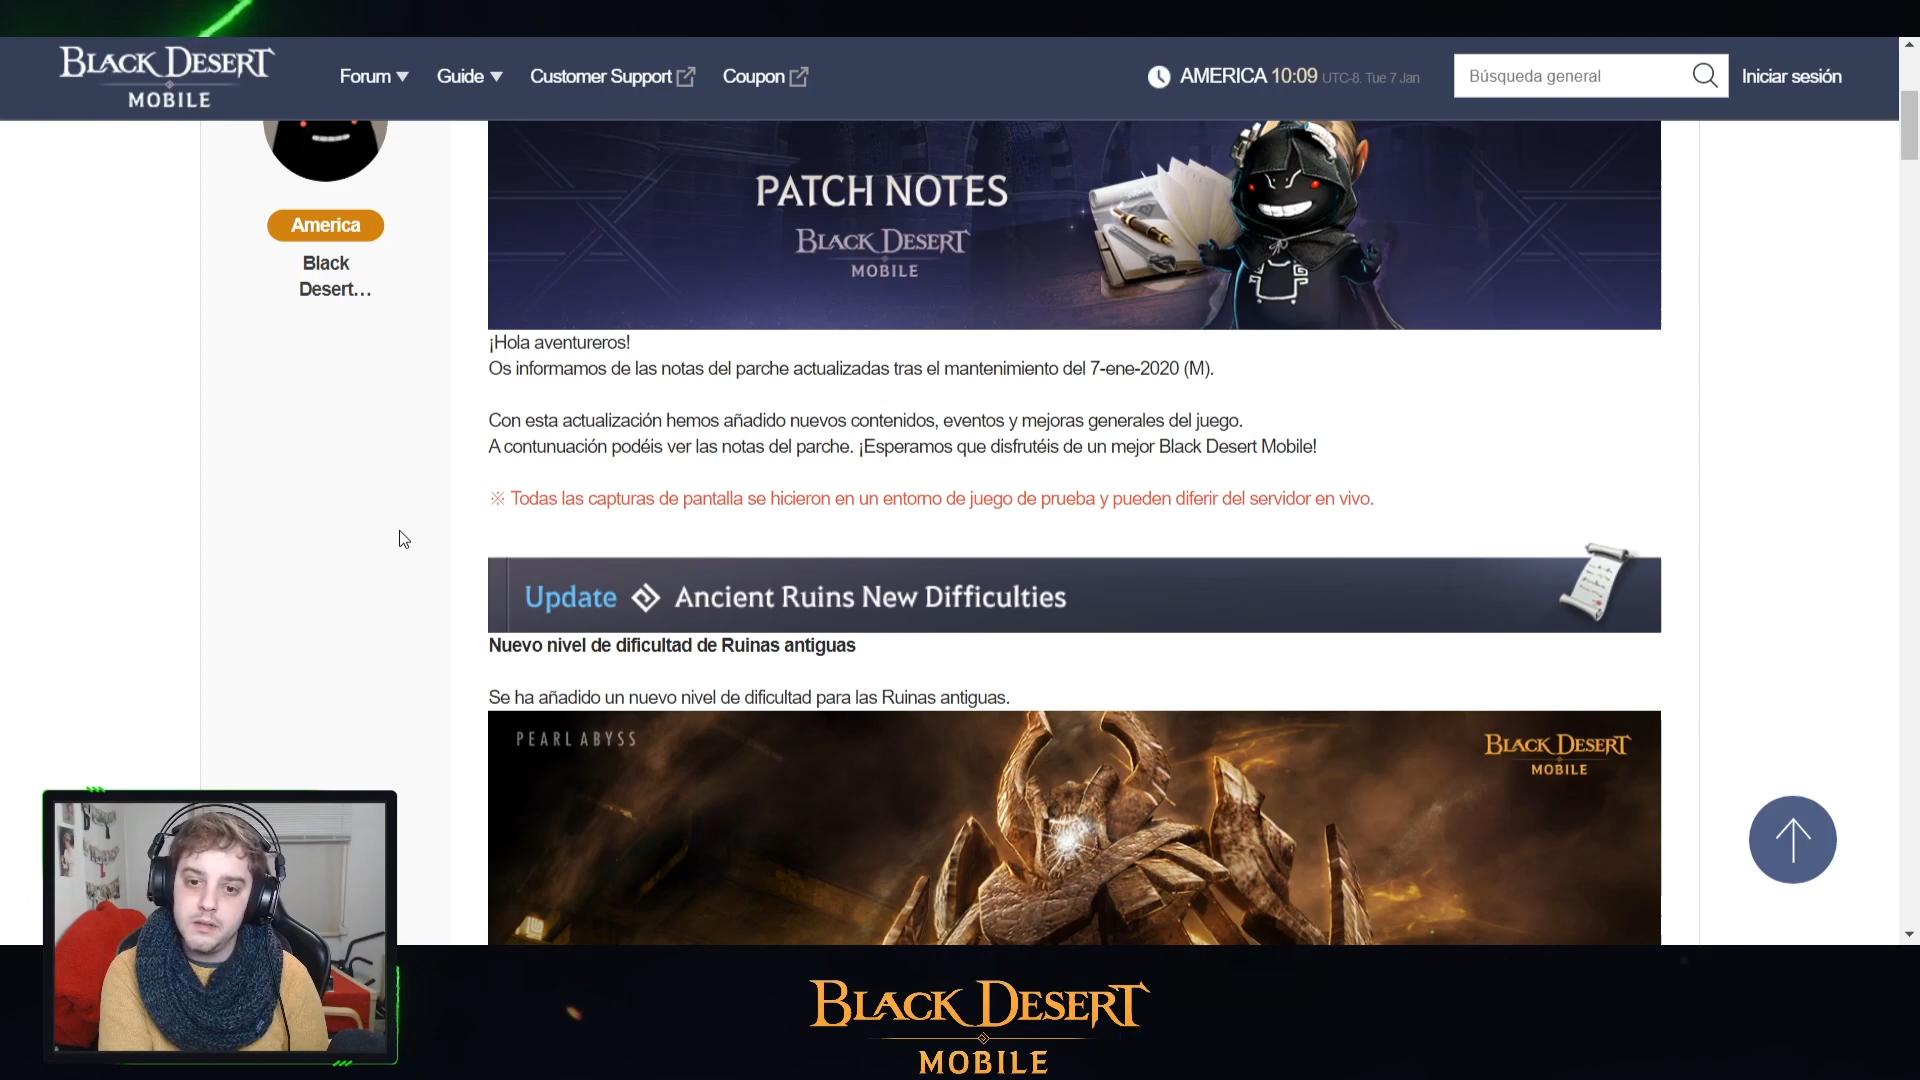 BLACK DESERT
MOBILE
Forum
Guide
Customer Support
Coupon
AMERICA 10:09 UTC-8. Tue 7 Jan
Búsqueda general
Iniciar sesión
America
Black
Desert…
PATCH NOTES
BLACK DESERT
MOBILE
¡Hola aventureros!
Os informamos de las notas del parche actualizadas tras el mantenimiento del 7-ene-2020 (M).
Con esta actualización hemos añadido nuevos contenidos, eventos y mejoras generales del juego.
A contunuación podéis ver las notas del parche. ¡Esperamos que disfrutéis de un mejor Black Desert Mobile!
※ Todas las capturas de pantalla se hicieron en un entorno de juego de prueba y pueden diferir del servidor en vivo.
Update Ancient Ruins New Difficulties
Nuevo nivel de dificultad de Ruinas antiguas
Se ha añadido un nuevo nivel de dificultad para las Ruinas antiguas.
PEARL ABYSS
BLACK DESERT
MOBILE
BLACK DESERT
MOBILE